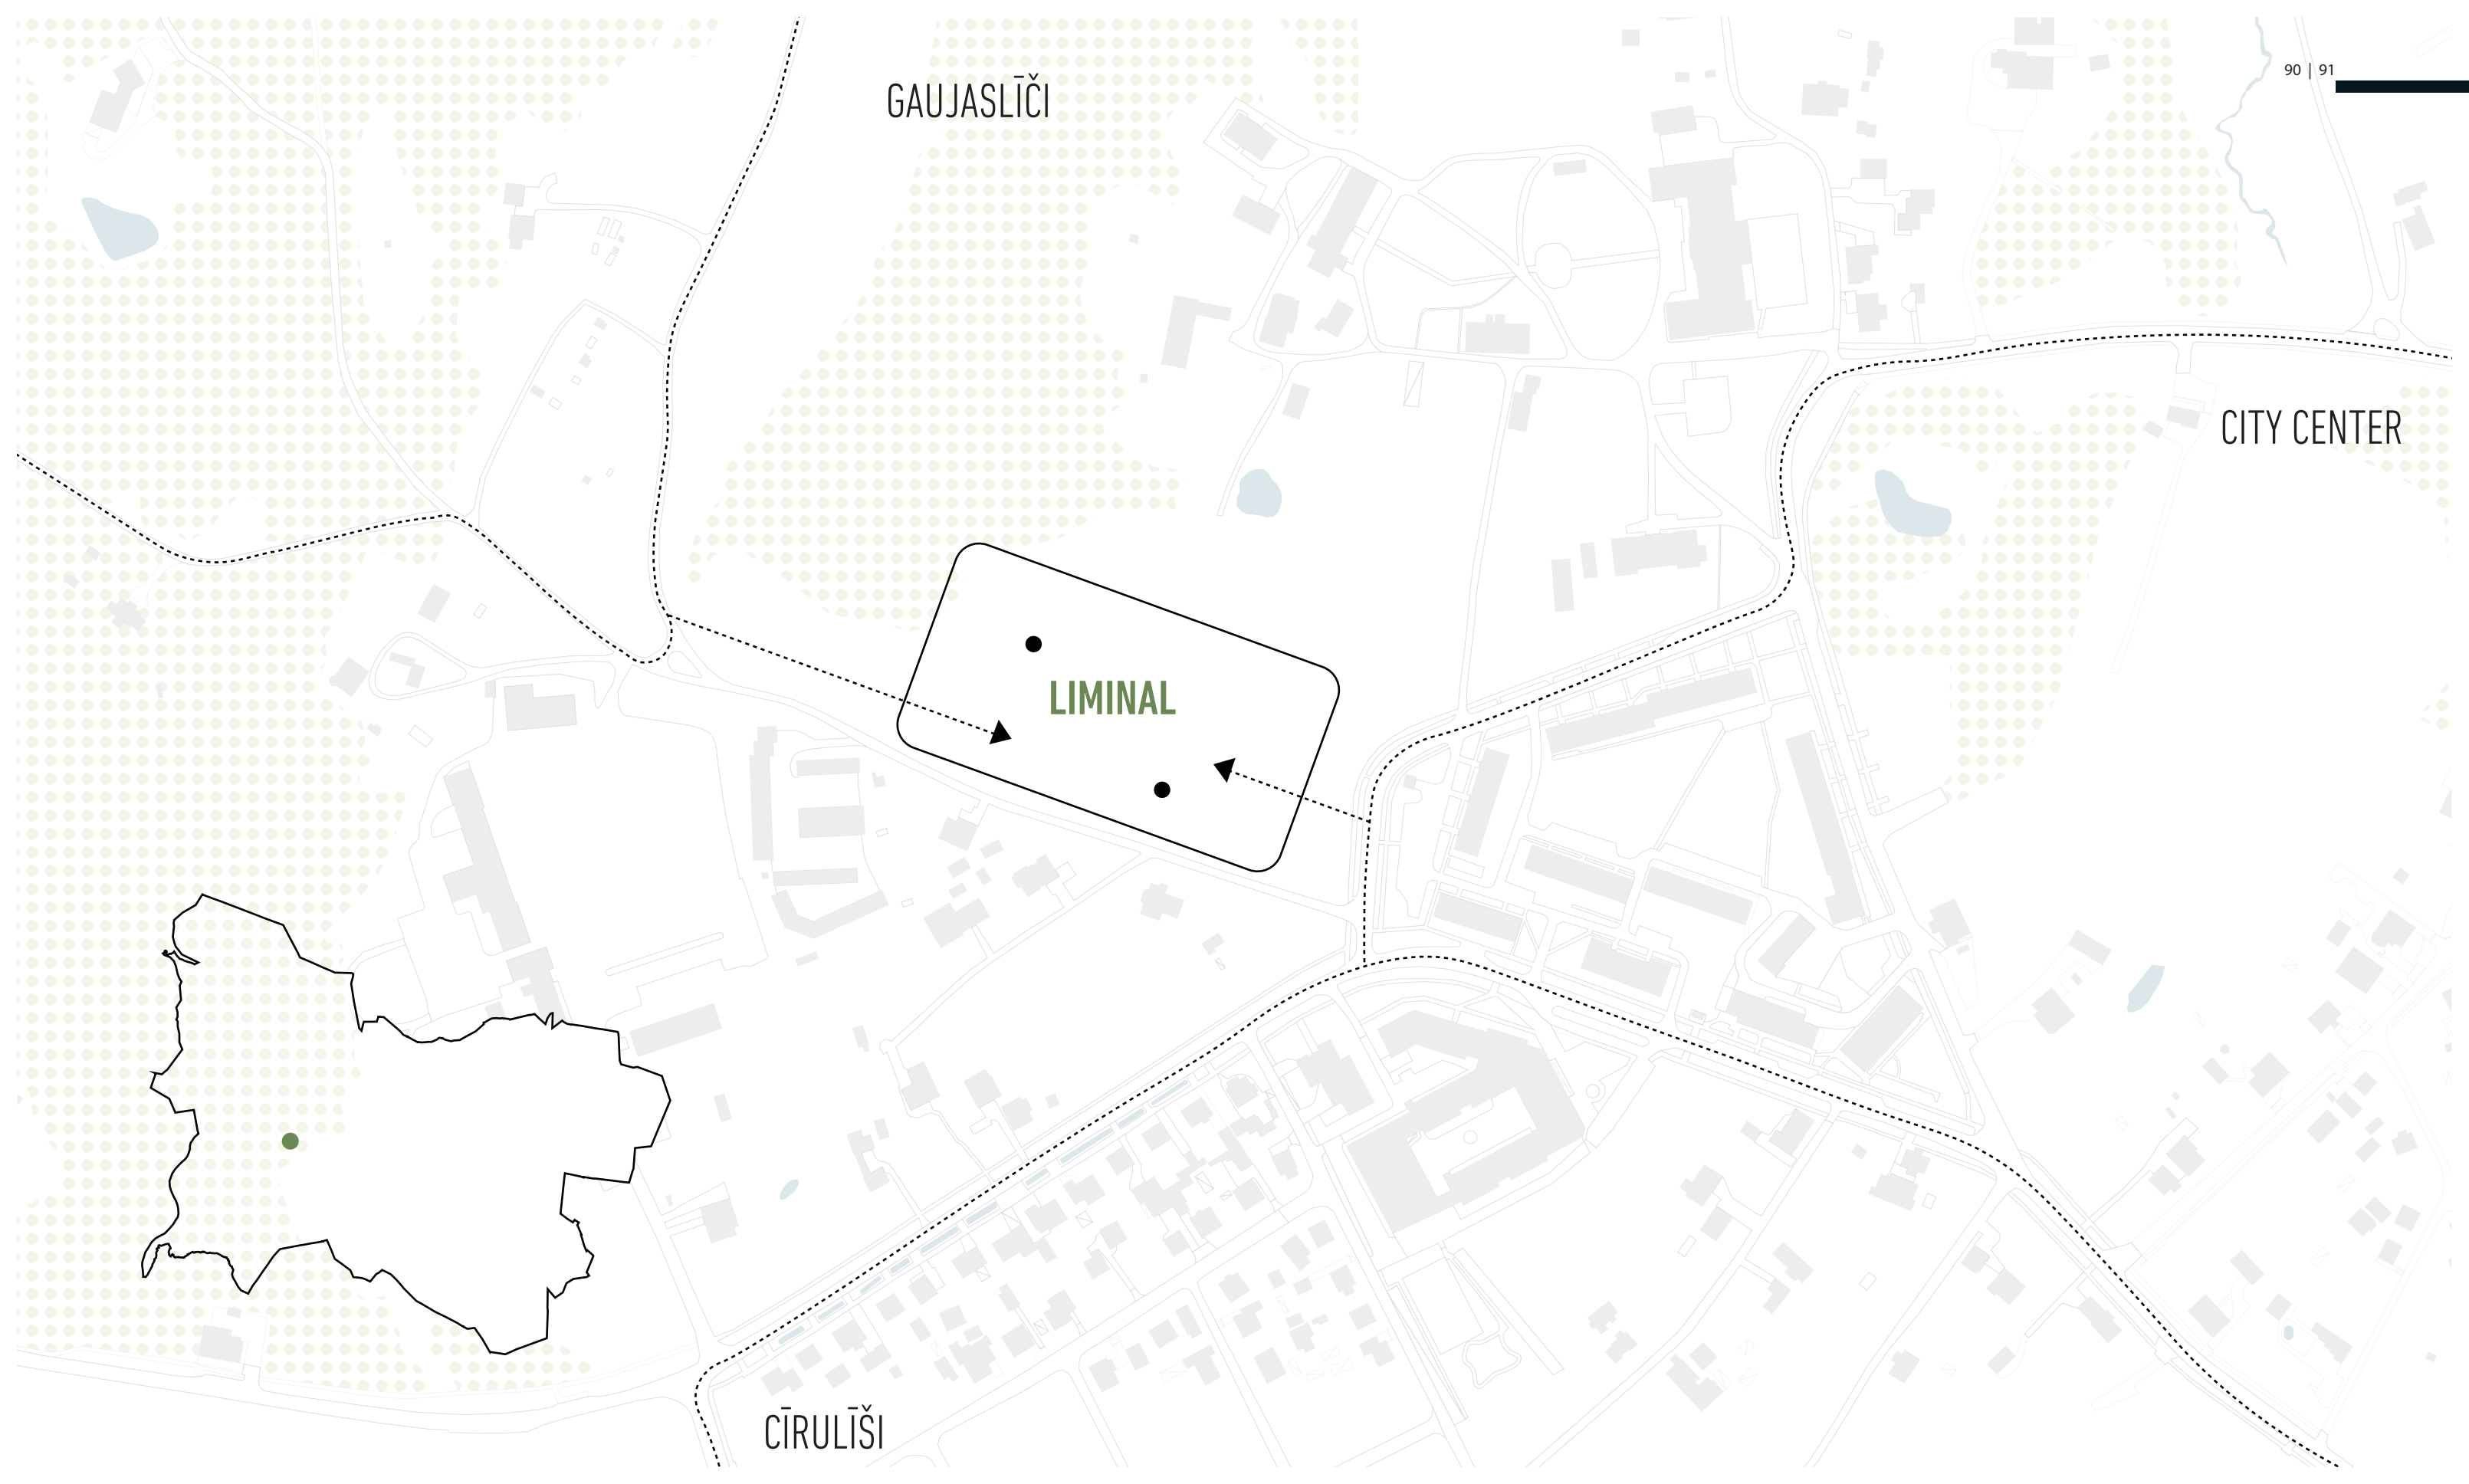 90 | 91
GAUJASLĪČI
CITY CENTER
LIMINAL
CĪRULĪŠI